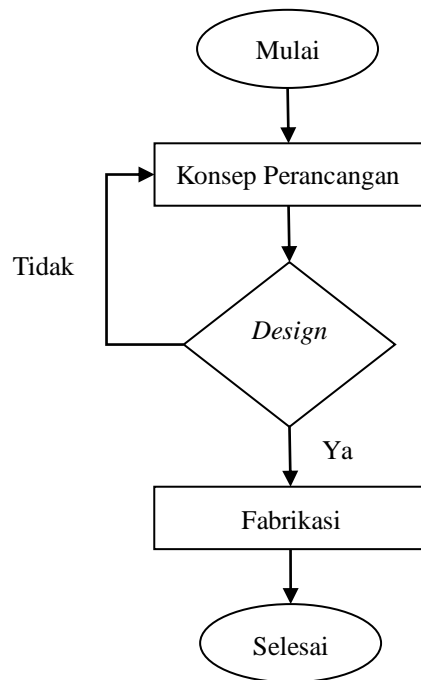 Mulai
Konsep Perancangan
Tidak
Design
Ya
Fabrikasi
Selesai